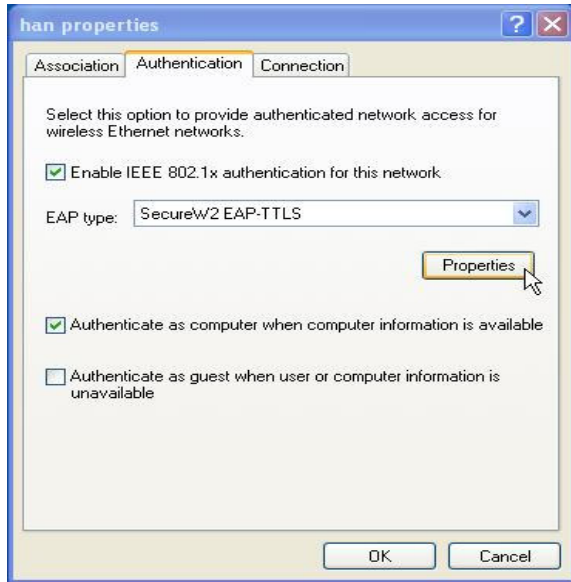 han properties
Association Authentication Connection
Select this option to provide authenticated network access for
wireless Ethernet networks.
Enable IEEE 802.1x authentication for this network
EAP type: SecureW2 EAP-TTLS
Properties
Authenticate as computer when computer information is available
Authenticate as guest when user or computer information is
unavailable
OK Cancel